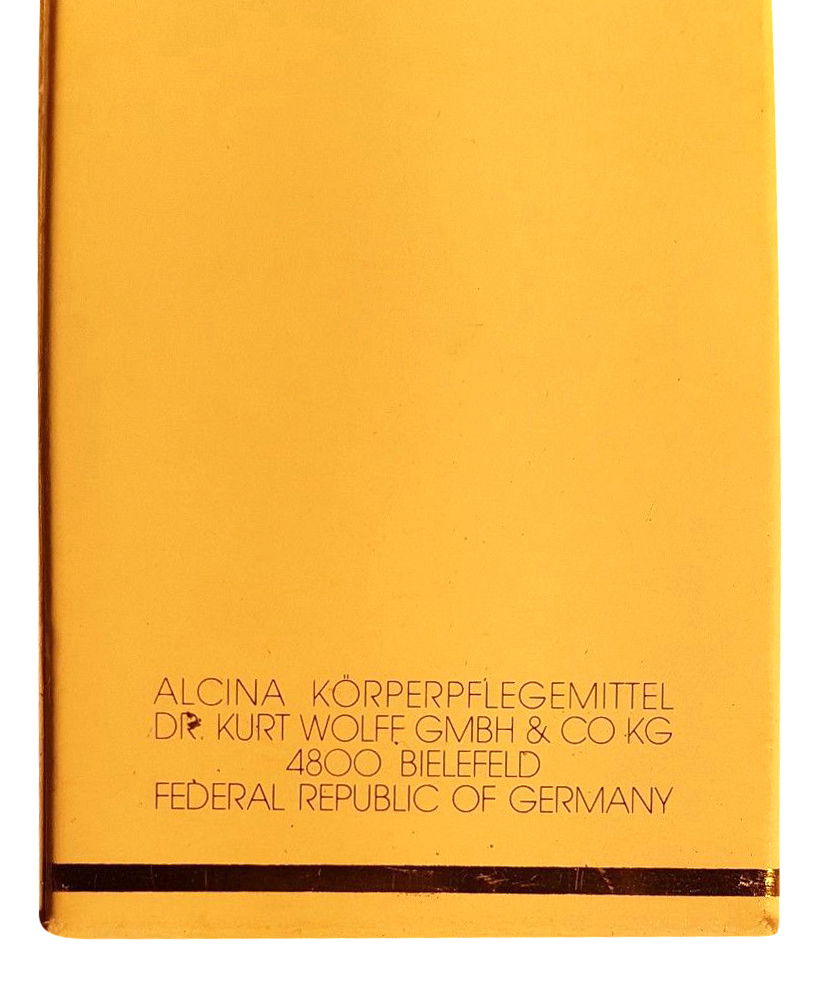 ALCINA KÖRPERPFLEGEMITTEL
DR. KURT WOLFF GMBH & CO KG
4800 BIELEFELD
FEDERAL REPUBLIC OF GERMANY